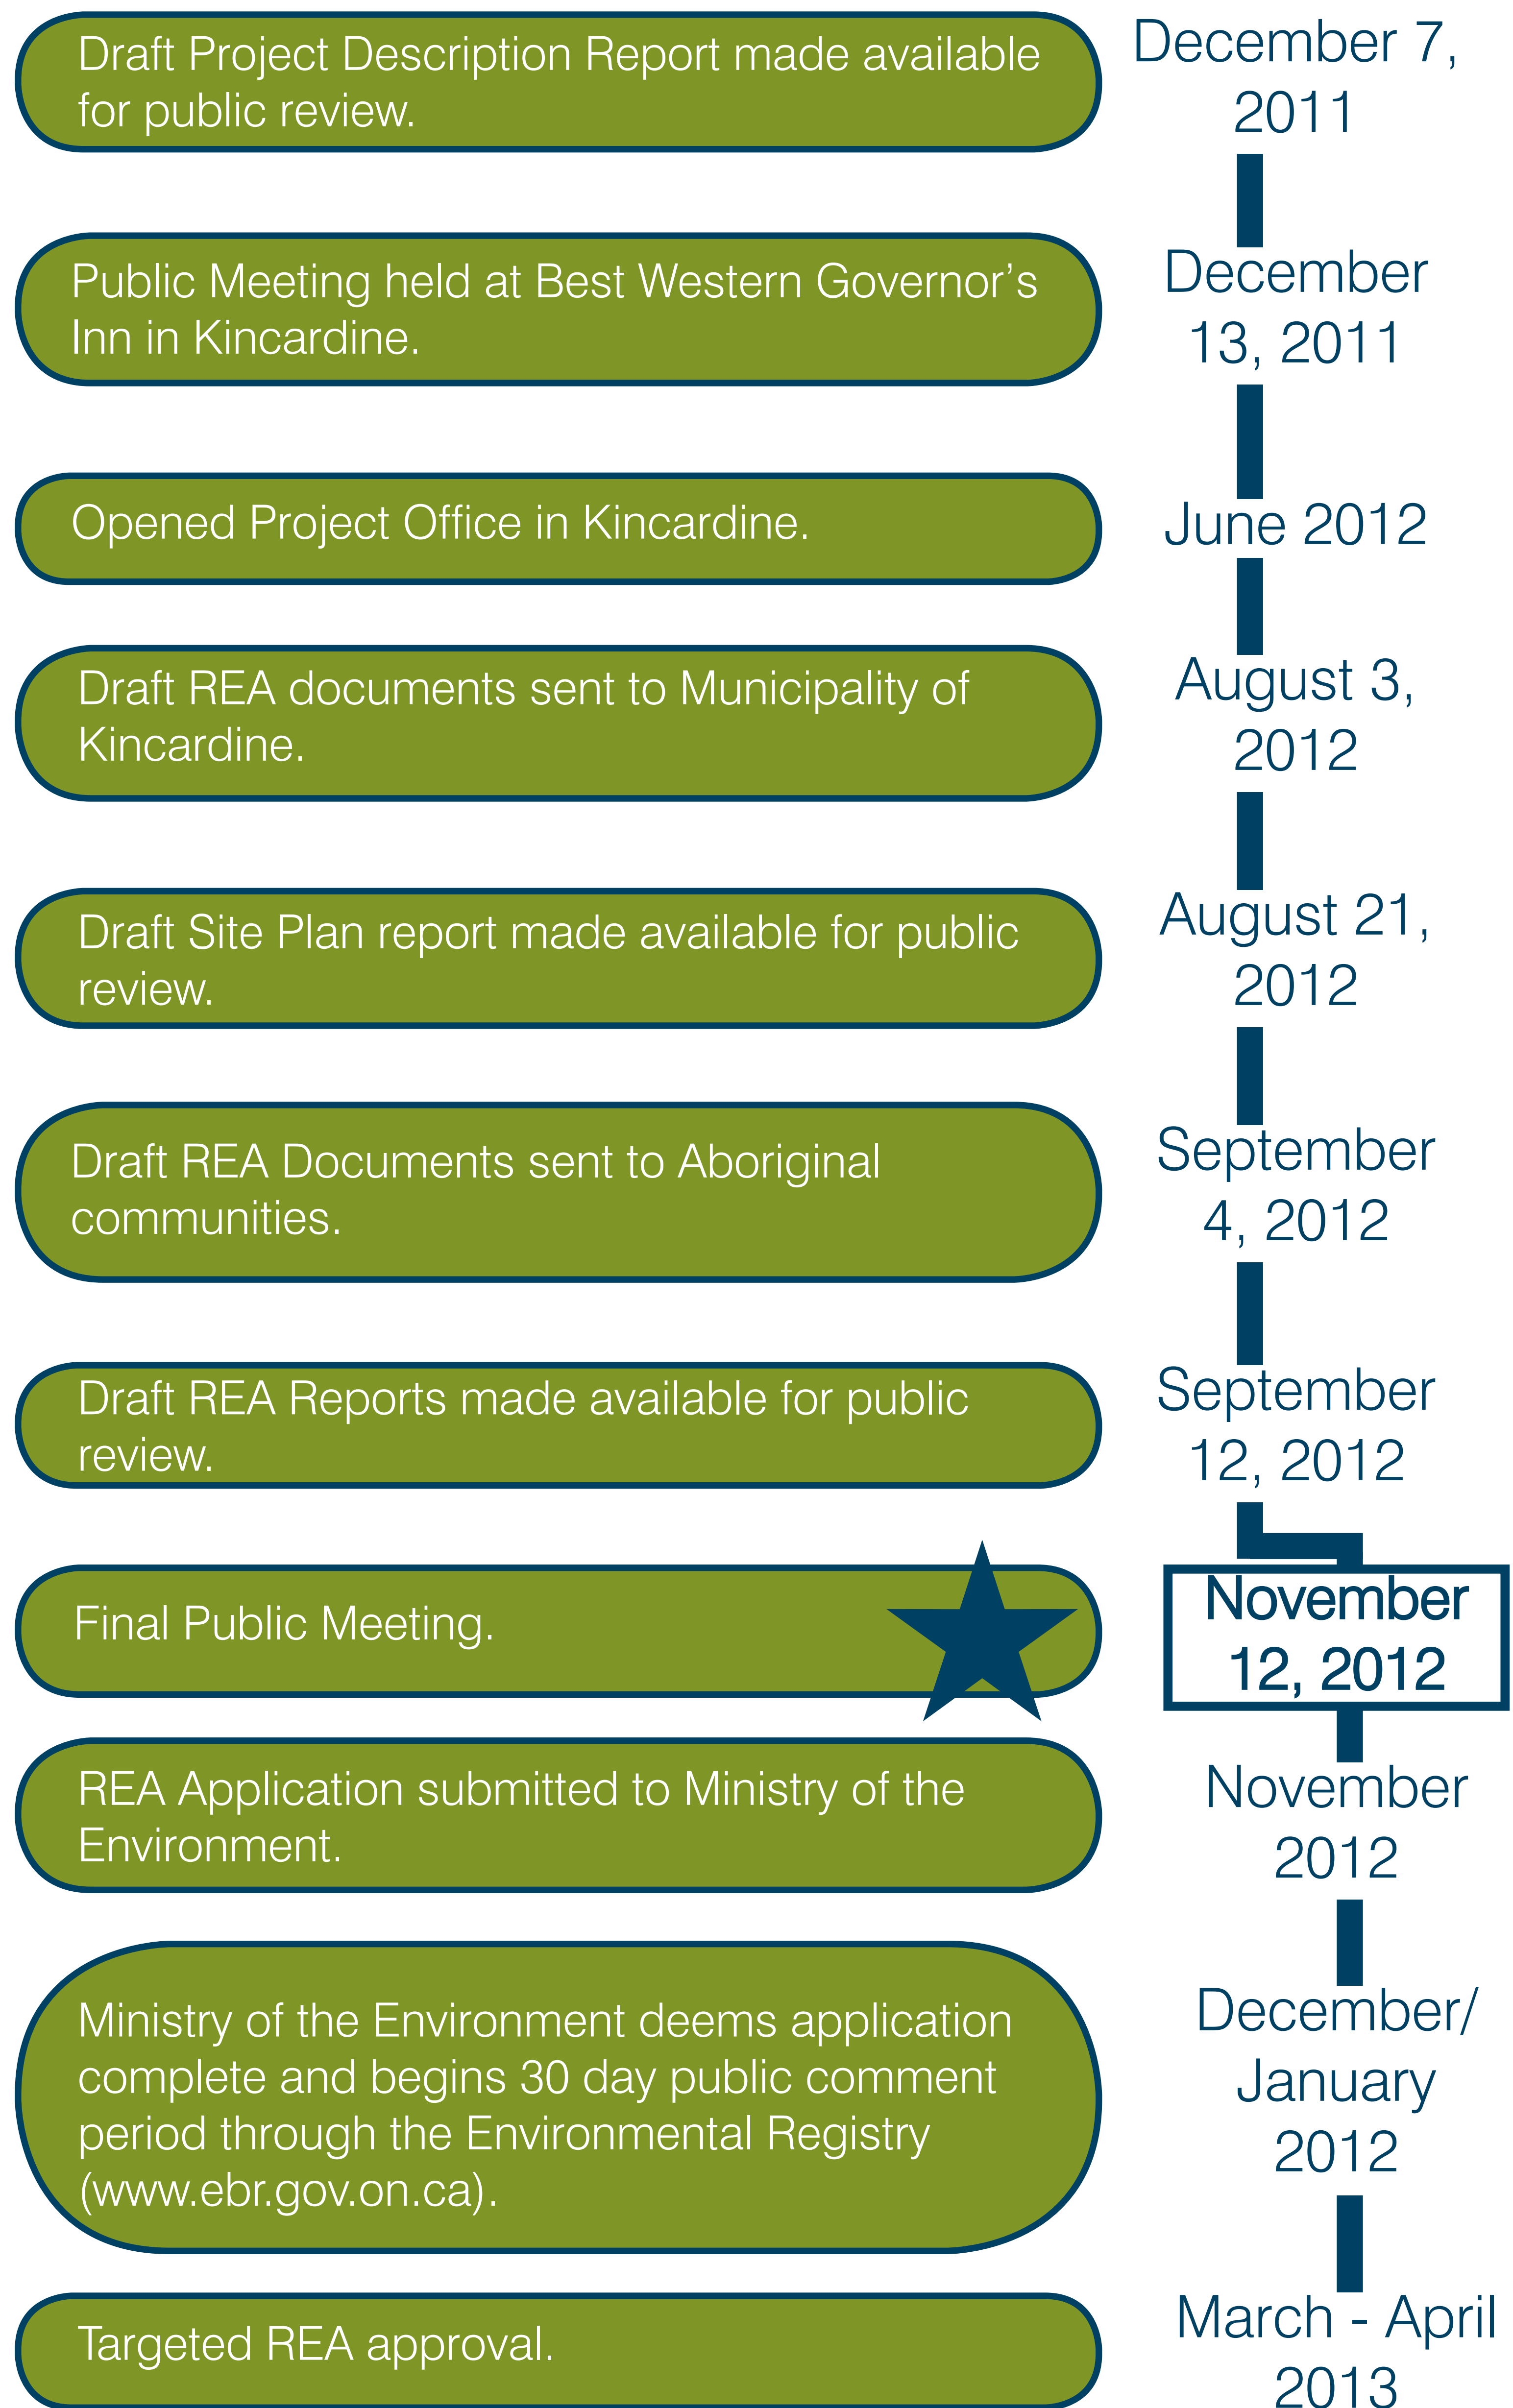 Draft Project Description Report made available
for public review.
December 7,
2011
Public Meeting held at Best Western Governor’s
Inn in Kincardine.
December
13, 2011
Opened Project Office in Kincardine.
June 2012
Draft REA documents sent to Municipality of
Kincardine.
August 3,
2012
Draft Site Plan report made available for public
review.
August 21,
2012
Draft REA Documents sent to Aboriginal
communities.
September
4, 2012
Draft REA Reports made available for public
review.
September
12, 2012
Final Public Meeting.
November
12, 2012
REA Application submitted to Ministry of the
Environment.
November
2012
Ministry of the Environment deems application
complete and begins 30 day public comment
period through the Environmental Registry
(www.ebr.gov.on.ca).
December/
January
2012
Targeted REA approval.
March - April
2013